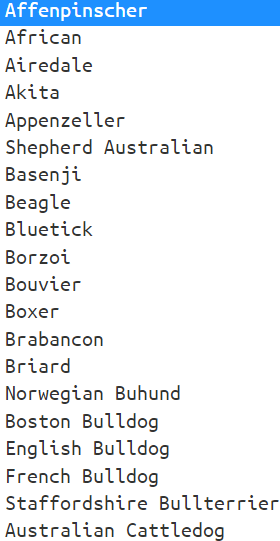 Affenpinscher
African
Airedale
Akita
Appenzeller
Shepherd Australian
Basenji
Beagle
Bluetick
Borzoi
Bouvier
Boxer
Brabancon
Briard
Norwegian Buhund
Boston Bulldog
English Bulldog
French Bulldog
Staffordshire Bullterrier
Australian Cattledog